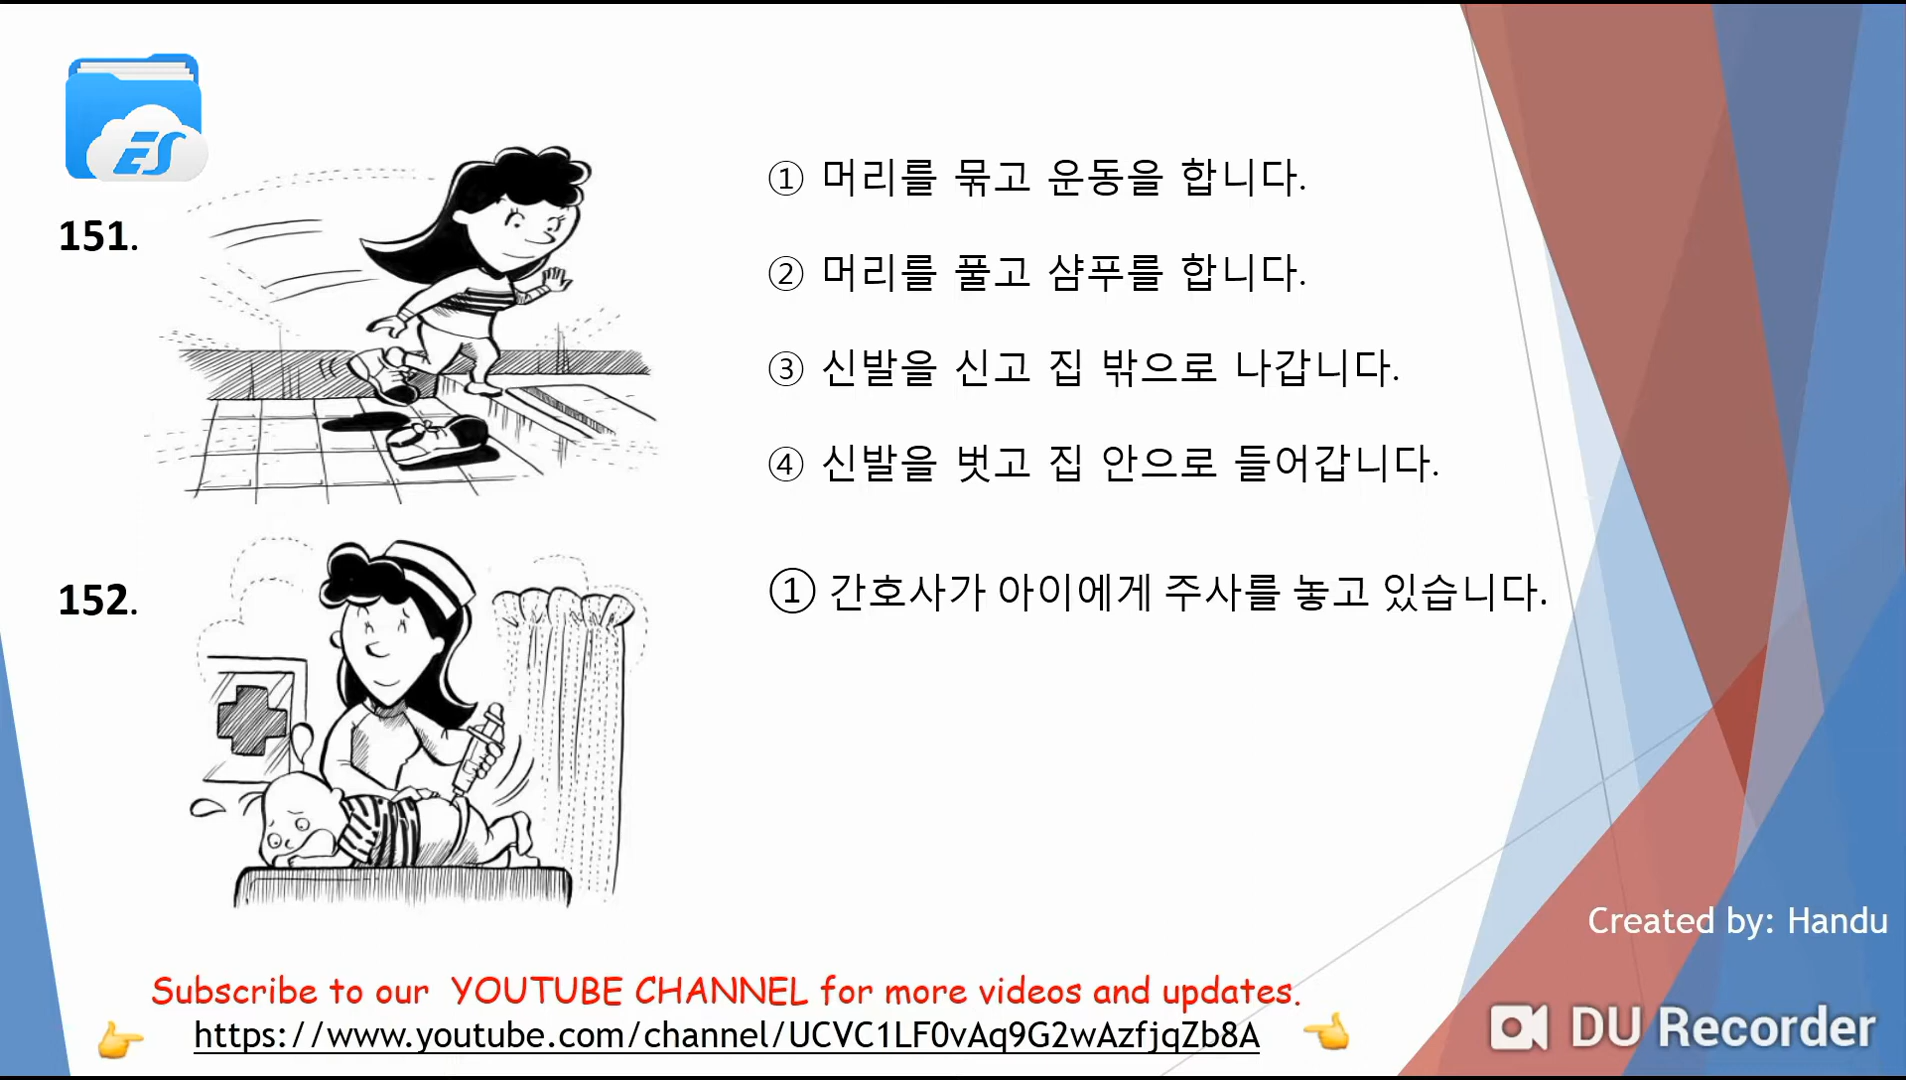 ES
151.
① 머리를 묶고 운동을 합니다.
② 머리를 풀고 샴푸를 합니다.
③ 신발을 신고 집 밖으로 나갑니다.
④ 신발을 벗고 집 안으로 들어갑니다.
152.
① 간호사가 아이에게 주사를 놓고 있습니다.
Created by: Handu
Subscribe to our YOUTUBE CHANNEL for more videos and updates.
https://www.youtube.com/channel/UCVC1LF0vAq9G2wAzfjqZb8A
DU Recorder